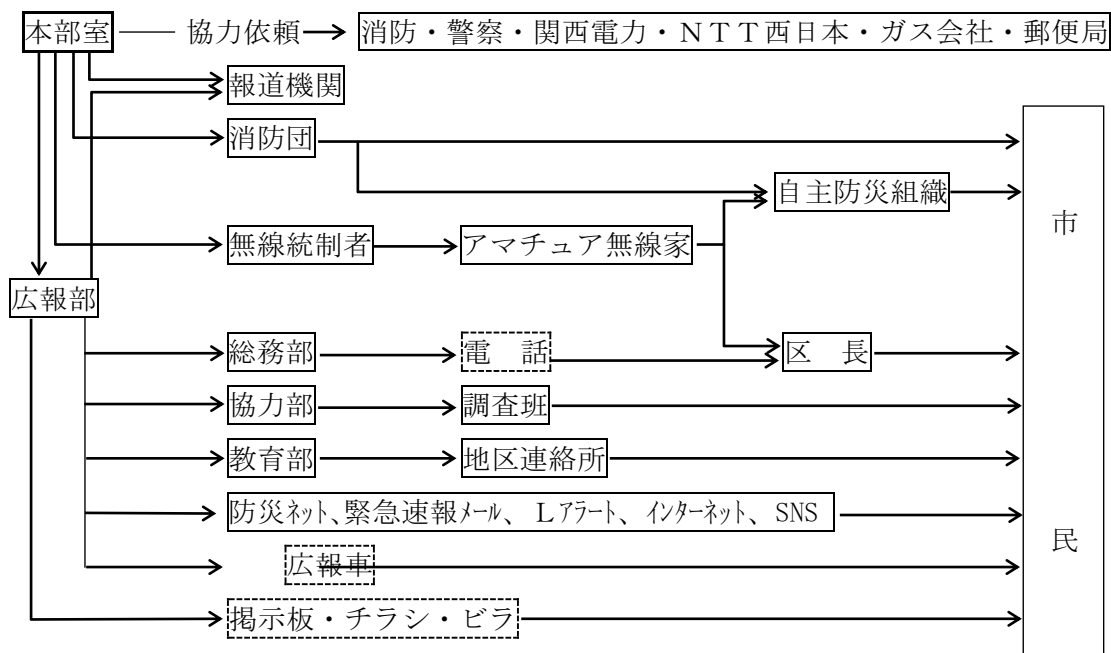 本部室 協力依頼 消防・警察・関西電力・ＮＴＴ西日本・ガス会社・郵便局
報道機関
消防団
自主防災組織
無線統制者 アマチュア無線家
広報部
総務部 電　話 区　長
協力部 調査班
教育部 地区連絡所
防災ﾈｯﾄ、緊急速報ﾒｰﾙ、Ｌｱﾗｰﾄ、ｲﾝﾀｰﾈｯﾄ、SNS
広報車
掲示板・チラシ・ビラ
市民